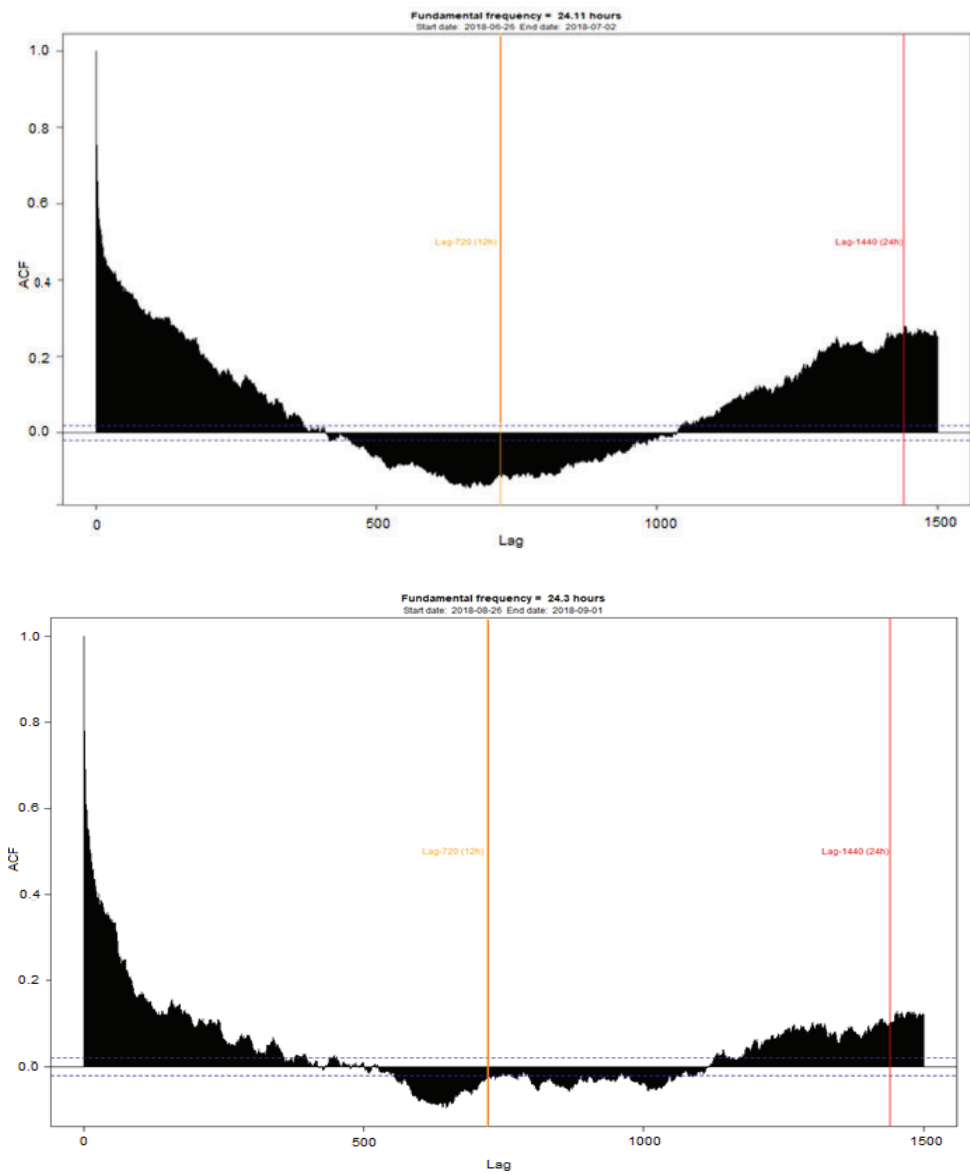 Fundamental frequency = 24.11 hours
Start date: 2018-06-26 End date: 2018-07-02
1.0
0.8
0.6
Lag-720 (12h)
Lag-1440 (24h)
ACF
0.4
0.2
0.0
0
500
1000
1500
Lag
Fundamental frequency = 24.3 hours
Start date: 2018-08-26 End date: 2018-09-01
1.0
0.8
0.6
Lag-720 (12h)
Lag-1440 (24h)
ACF
0.4
0.2
0.0
0
500
1000
1500
Lag